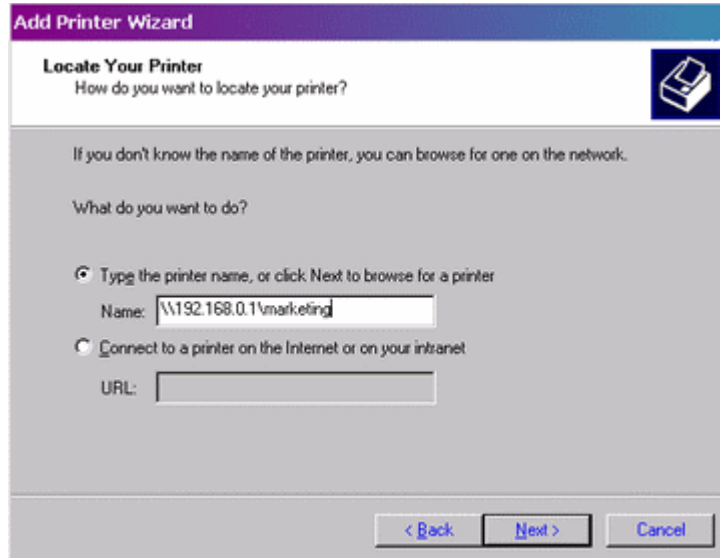 Add Printer Wizard
Locate Your Printer
How do you want to locate your printer?
If you don't know the name of the printer, you can browse for one on the network.
What do you want to do?
Type the printer name, or click Next to browse for a printer
Name: \\192.168.0.1\marketing
Connect to a printer on the Internet or on your intranet
URL:
< Back Next > Cancel